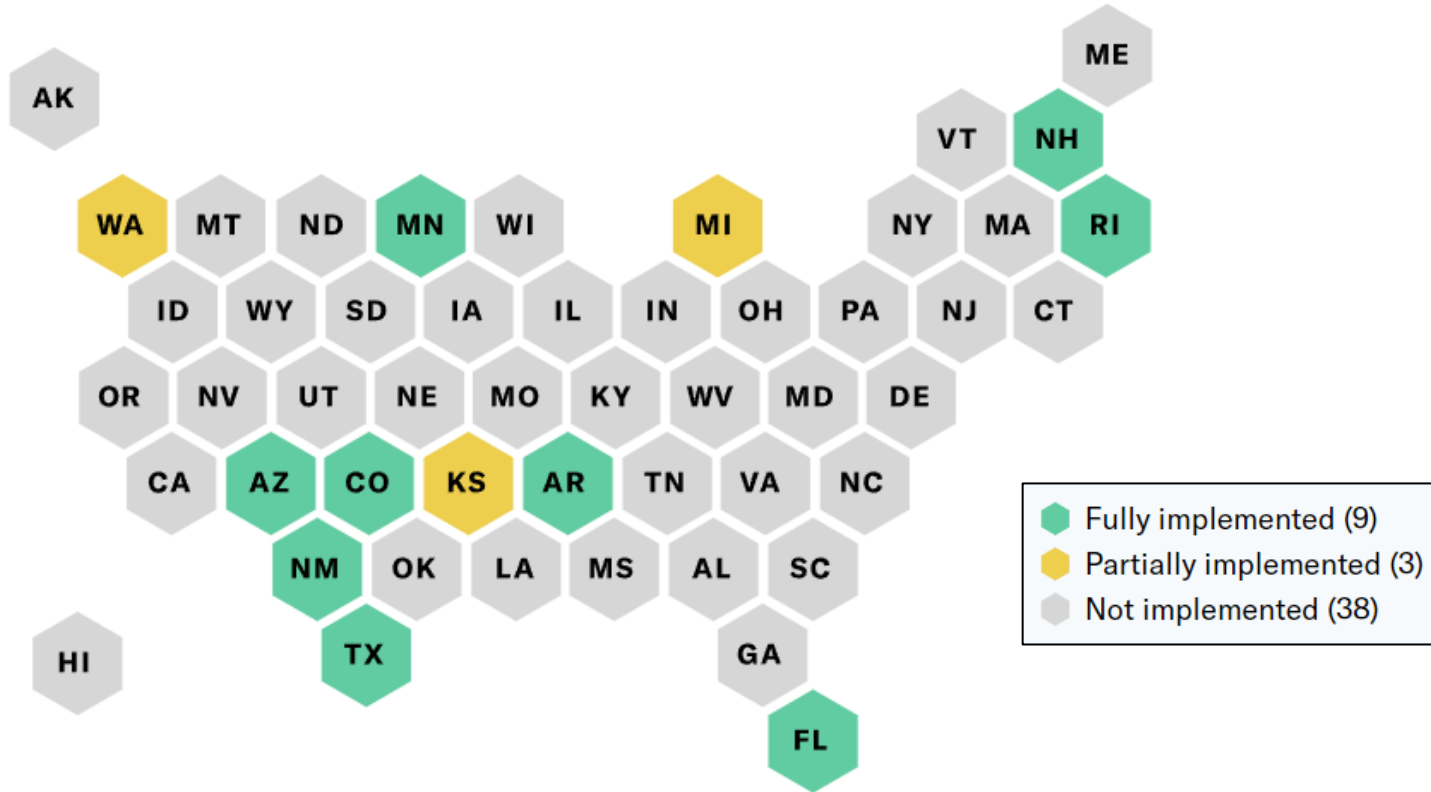 ME
AK
VT NH
WA MT ND MN WI MI NY MA RI
ID WY SD IA IL IN OH PA NJ CT
OR NV UT NE MO KY WV MD DE
CA AZ CO KS AR TN VA NC
NM OK LA MS AL SC
HI TX GA
FL
Fully implemented (9)
Partially implemented (3)
Not implemented (38)